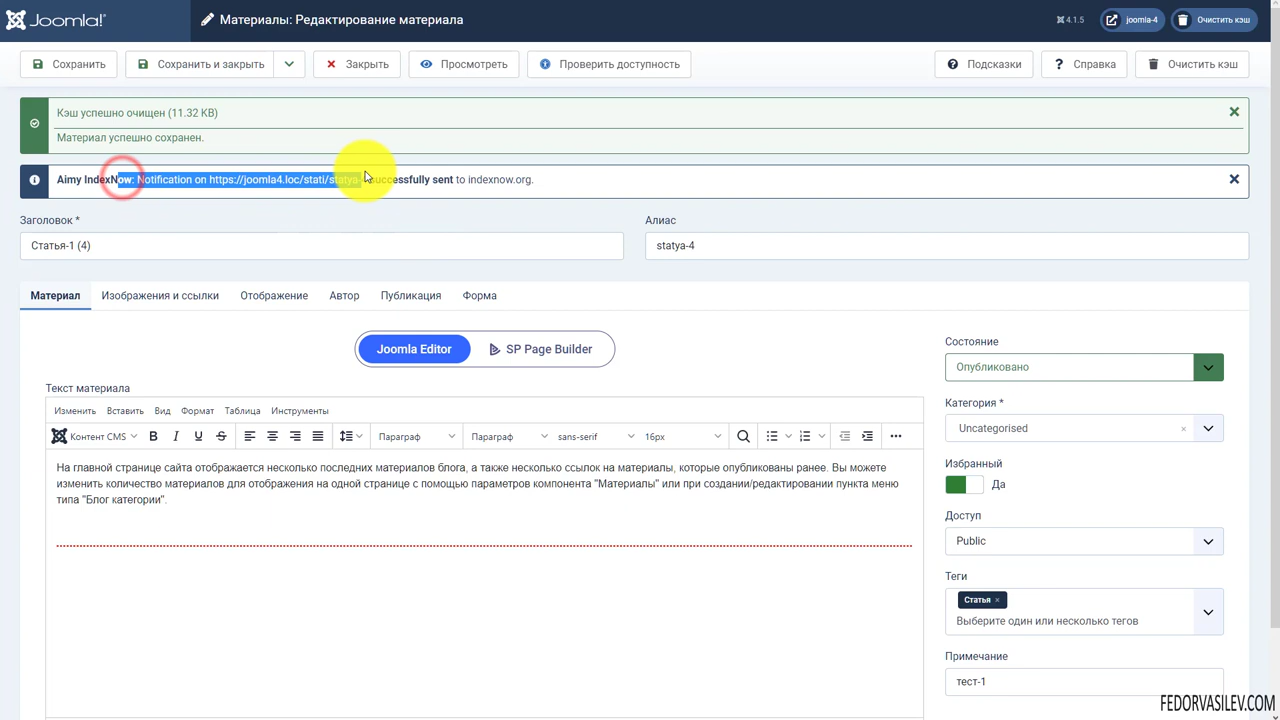 Joomla!®
Материалы: Редактирование материала
4.1.5
joomla-4
Очистить кэш
Сохранить
Сохранить и закрыть
Закрыть
Просмотреть
Проверить доступность
Подсказки
Справка
Очистить кэш
Кэш успешно очищен (11.32 KB)
Материал успешно сохранен.
Aimy IndexNow: Notification on https://joomla4.loc/stati/statya- successfully sent to indexnow.org.
Заголовок *
Статья-1 (4)
Алиас
statya-4
Материал
Изображения и ссылки
Отображение
Автор
Публикация
Форма
Joomla Editor
SP Page Builder
Текст материала
Изменить Вставить Вид Формат Таблица Инструменты
Контент CMS B I U S Параграф Параграф sans-serif 16px
На главной странице сайта отображается несколько последних материалов блога, а также несколько ссылок на материалы, которые опубликованы ранее. Вы можете
изменить количество материалов для отображения на одной странице с помощью параметров компонента "Материалы" или при создании/редактировании пункта меню
типа "Блог категории".
Состояние
Опубликовано
Категория *
Uncategorised
Избранный
Да
Доступ
Public
Теги
Статья ×
Выберите один или несколько тегов
Примечание
тест-1
FEDORVASILEV.COM